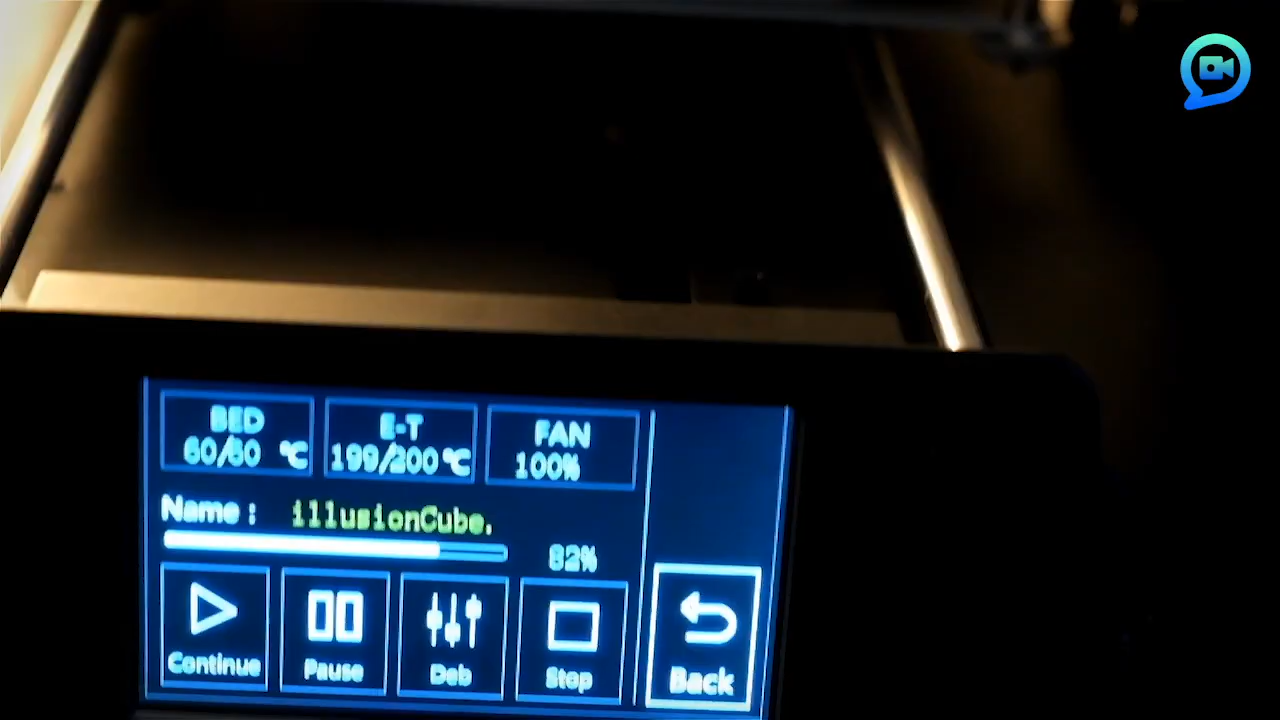 BED E-T FAN
60/60 ℃ 199/200℃ 100%
Name : illusionCube.
82%
Continue Pause Deb Stop Back